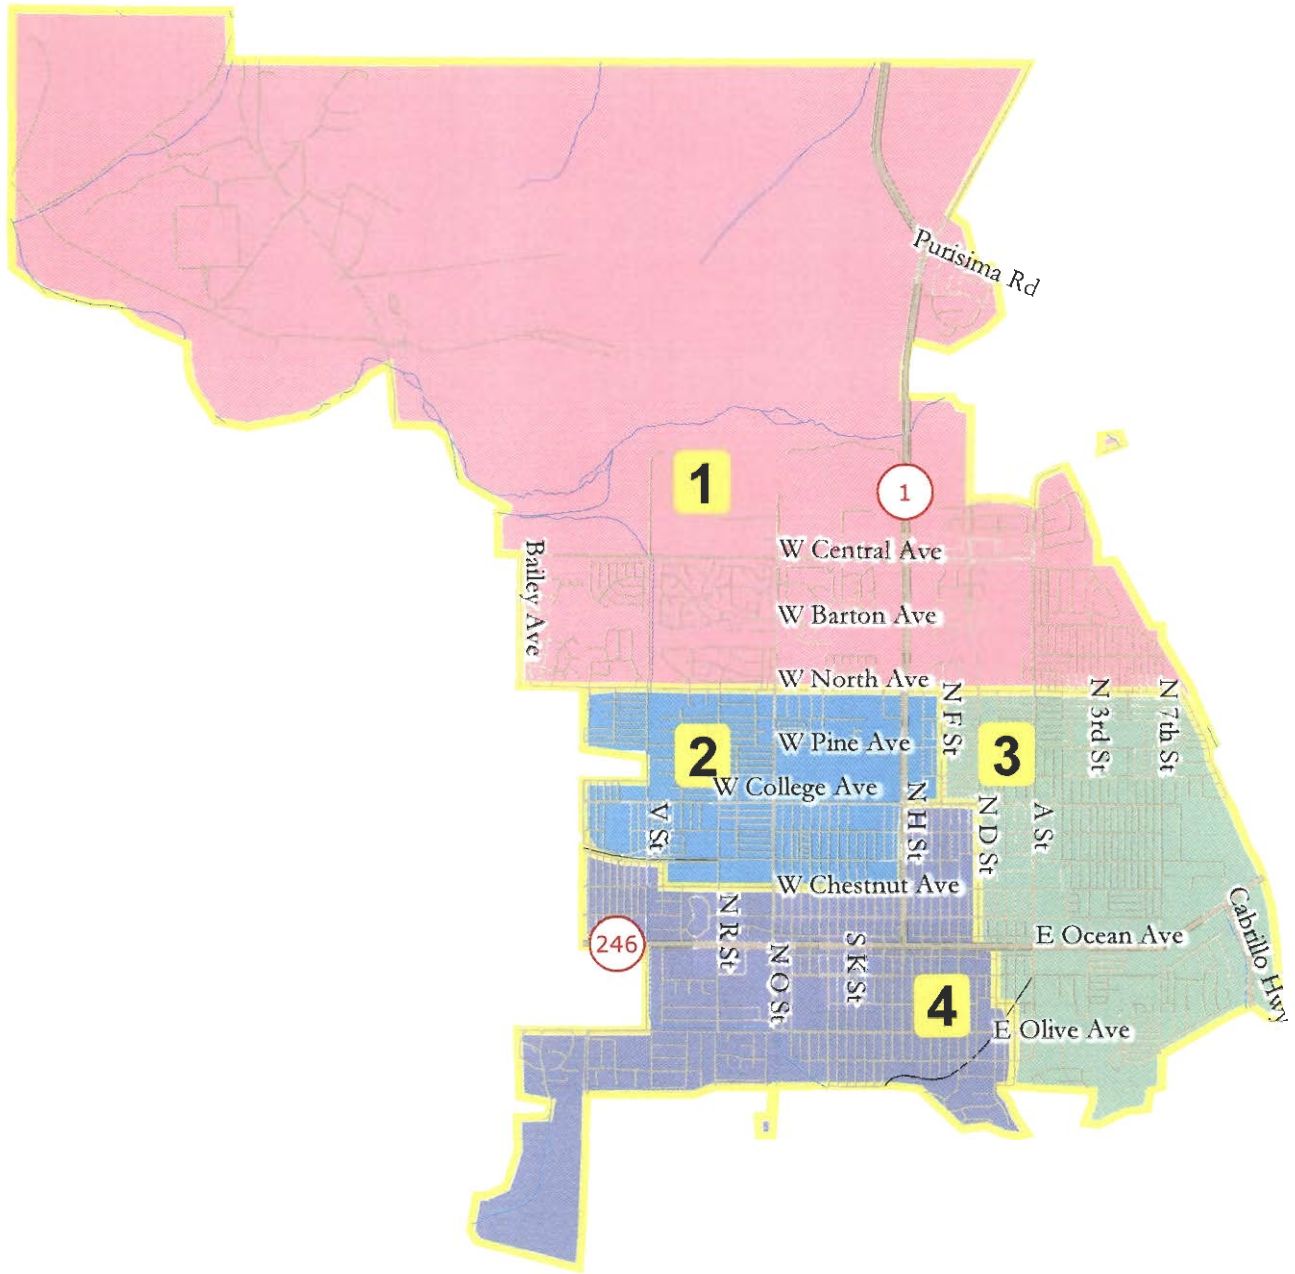 Purisima Rd
1
1
W Central Ave
Bailey Ave
W Barton Ave
W North Ave
N F St
N 3rd St
N 7th St
2
W Pine Ave
3
W College Ave
V St
N H St
N D St
A St
W Chestnut Ave
N R St
Cabrillo Hwy
246
S K St
E Ocean Ave
N O St
4
E Olive Ave